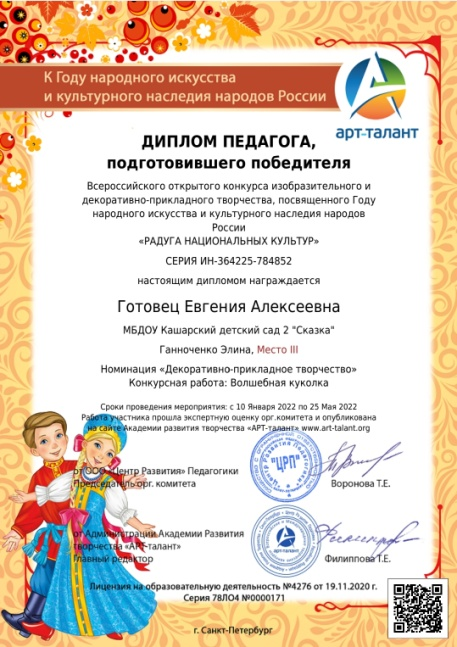 К Году народного искусства
и культурного наследия народов России
АРТ-ТАЛАНТ
ДИПЛОМ ПЕДАГОГА,
подготовившего победителя
Всероссийского открытого конкурса изобразительного и
декоративно-прикладного творчества, посвященного Году
народного искусства и культурного наследия народов
России
«РАДУГА НАЦИОНАЛЬНЫХ КУЛЬТУР»
СЕРИЯ ИН-364225-784852
настоящим дипломом награждается
Готовец Евгения Алексеевна
МБДОУ Кашарский детский сад 2 "Сказка"
Ганноченко Элина, Место III
Номинация «Декоративно-прикладное творчество»
Конкурсная работа: Волшебная куколка
Сроки проведения мероприятия: с 10 Января 2022 по 25 Мая 2022
Работа участника прошла экспертную оценку орг.комитета и опубликована
на сайте Академии развития творчества «АРТ-талант» www.art-talant.org
от ООО «Центр Развития» Педагогики
Председатель орг. комитета
"ЦРП"
Воронова Т.Е.
от Администрации Академии Развития
творчества «АРТ-талант»
Главный редактор
АРТ-ТАЛАНТ
Филиппова Т.Е.
Лицензия на образовательную деятельность №4276 от 19.11.2020 г.
Серия 78ЛО4 №0000171
г. Санкт-Петербург